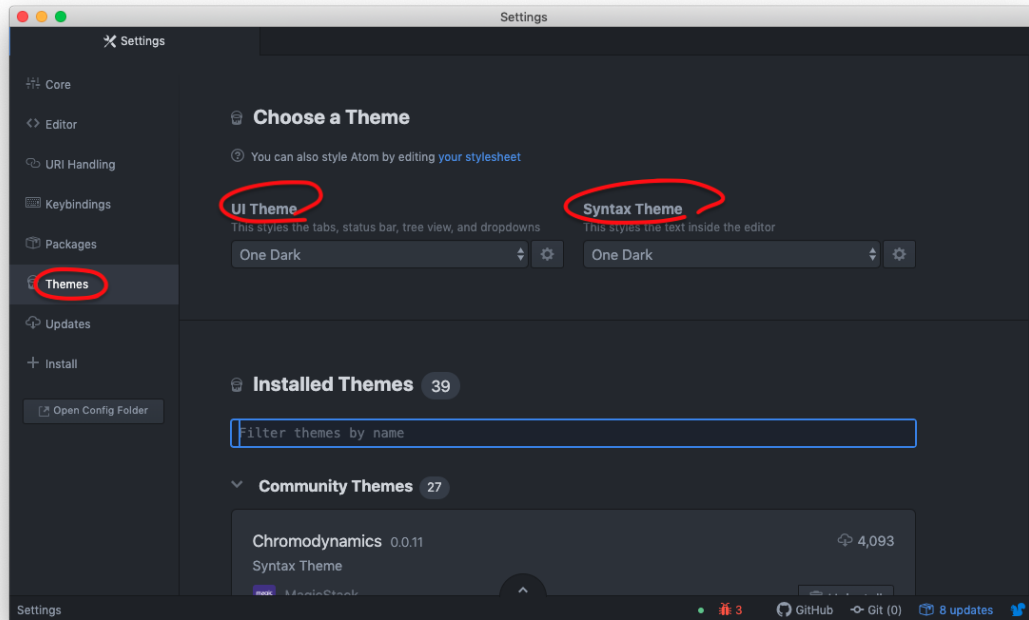 Settings
Settings
Core
Editor
URI Handling
Keybindings
Packages
Themes
Updates
Install
Open Config Folder
Choose a Theme
You can also style Atom by editing your stylesheet
UI Theme
This styles the tabs, status bar, tree view, and dropdowns
One Dark
Syntax Theme
This styles the text inside the editor
One Dark
Installed Themes 39
Filter themes by name
Community Themes 27
Chromodynamics 0.0.11
4,093
Syntax Theme
MagicStack
Settings
3
GitHub
Git (0)
8 updates